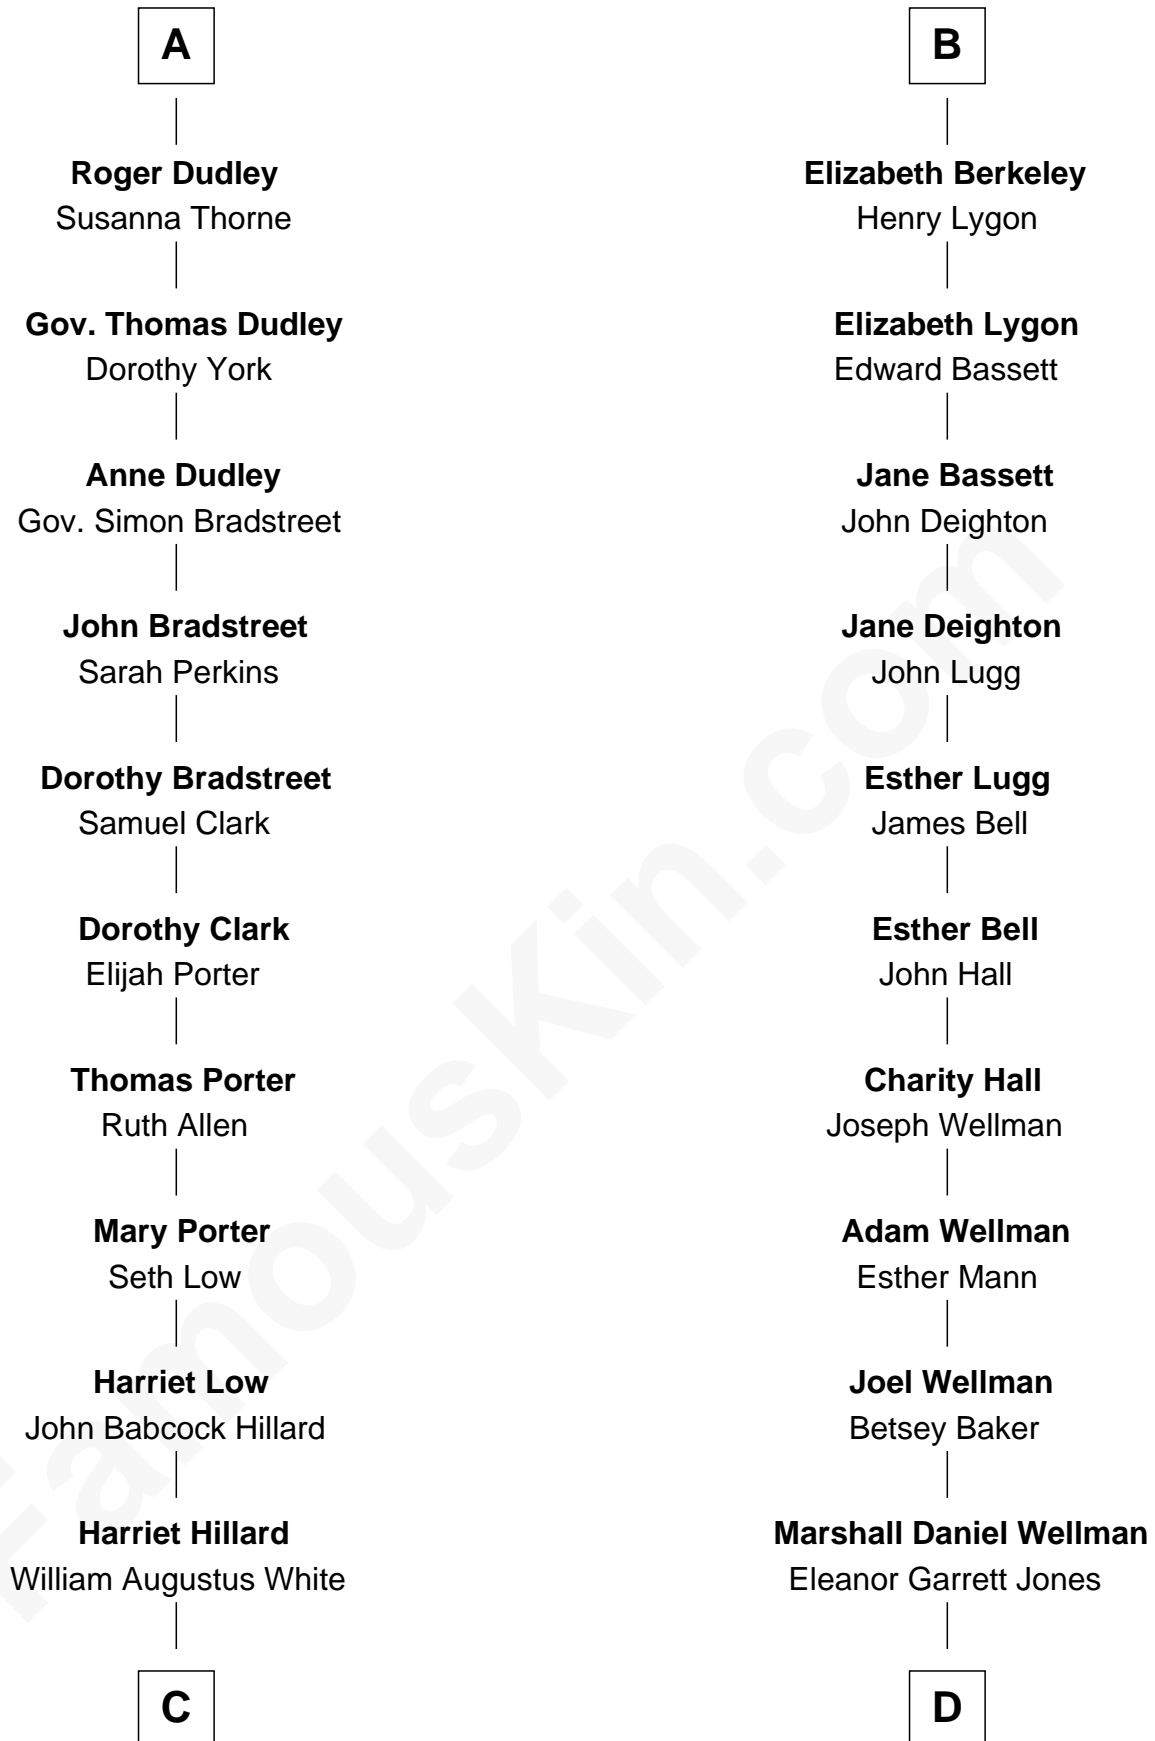 A
Roger Dudley
Susanna Thorne
Gov. Thomas Dudley
Dorothy York
Anne Dudley
Gov. Simon Bradstreet
John Bradstreet
Sarah Perkins
Dorothy Bradstreet
Samuel Clark
Dorothy Clark
Elijah Porter
Thomas Porter
Ruth Allen
Mary Porter
Seth Low
Harriet Low
John Babcock Hillard
Harriet Hillard
William Augustus White
C
B
Elizabeth Berkeley
Henry Lygon
Elizabeth Lygon
Edward Bassett
Jane Bassett
John Deighton
Jane Deighton
John Lugg
Esther Lugg
James Bell
Esther Bell
John Hall
Charity Hall
Joseph Wellman
Adam Wellman
Esther Mann
Joel Wellman
Betsey Baker
Marshall Daniel Wellman
Eleanor Garrett Jones
D
FamousKin.com